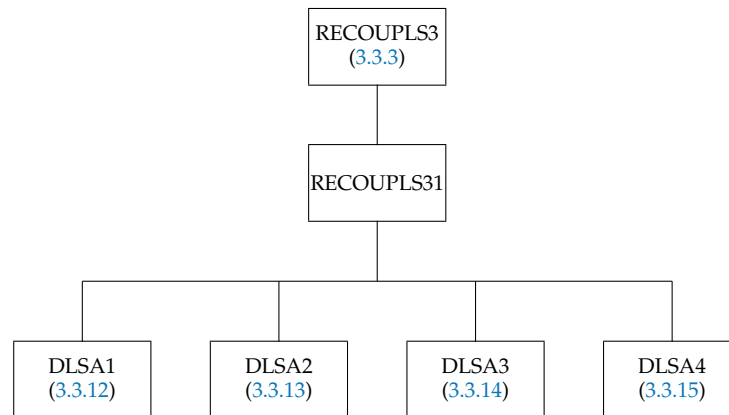 RECOUPLS3
(3.3.3)
RECOUPLS31
DLSA1
(3.3.12)
DLSA2
(3.3.13)
DLSA3
(3.3.14)
DLSA4
(3.3.15)